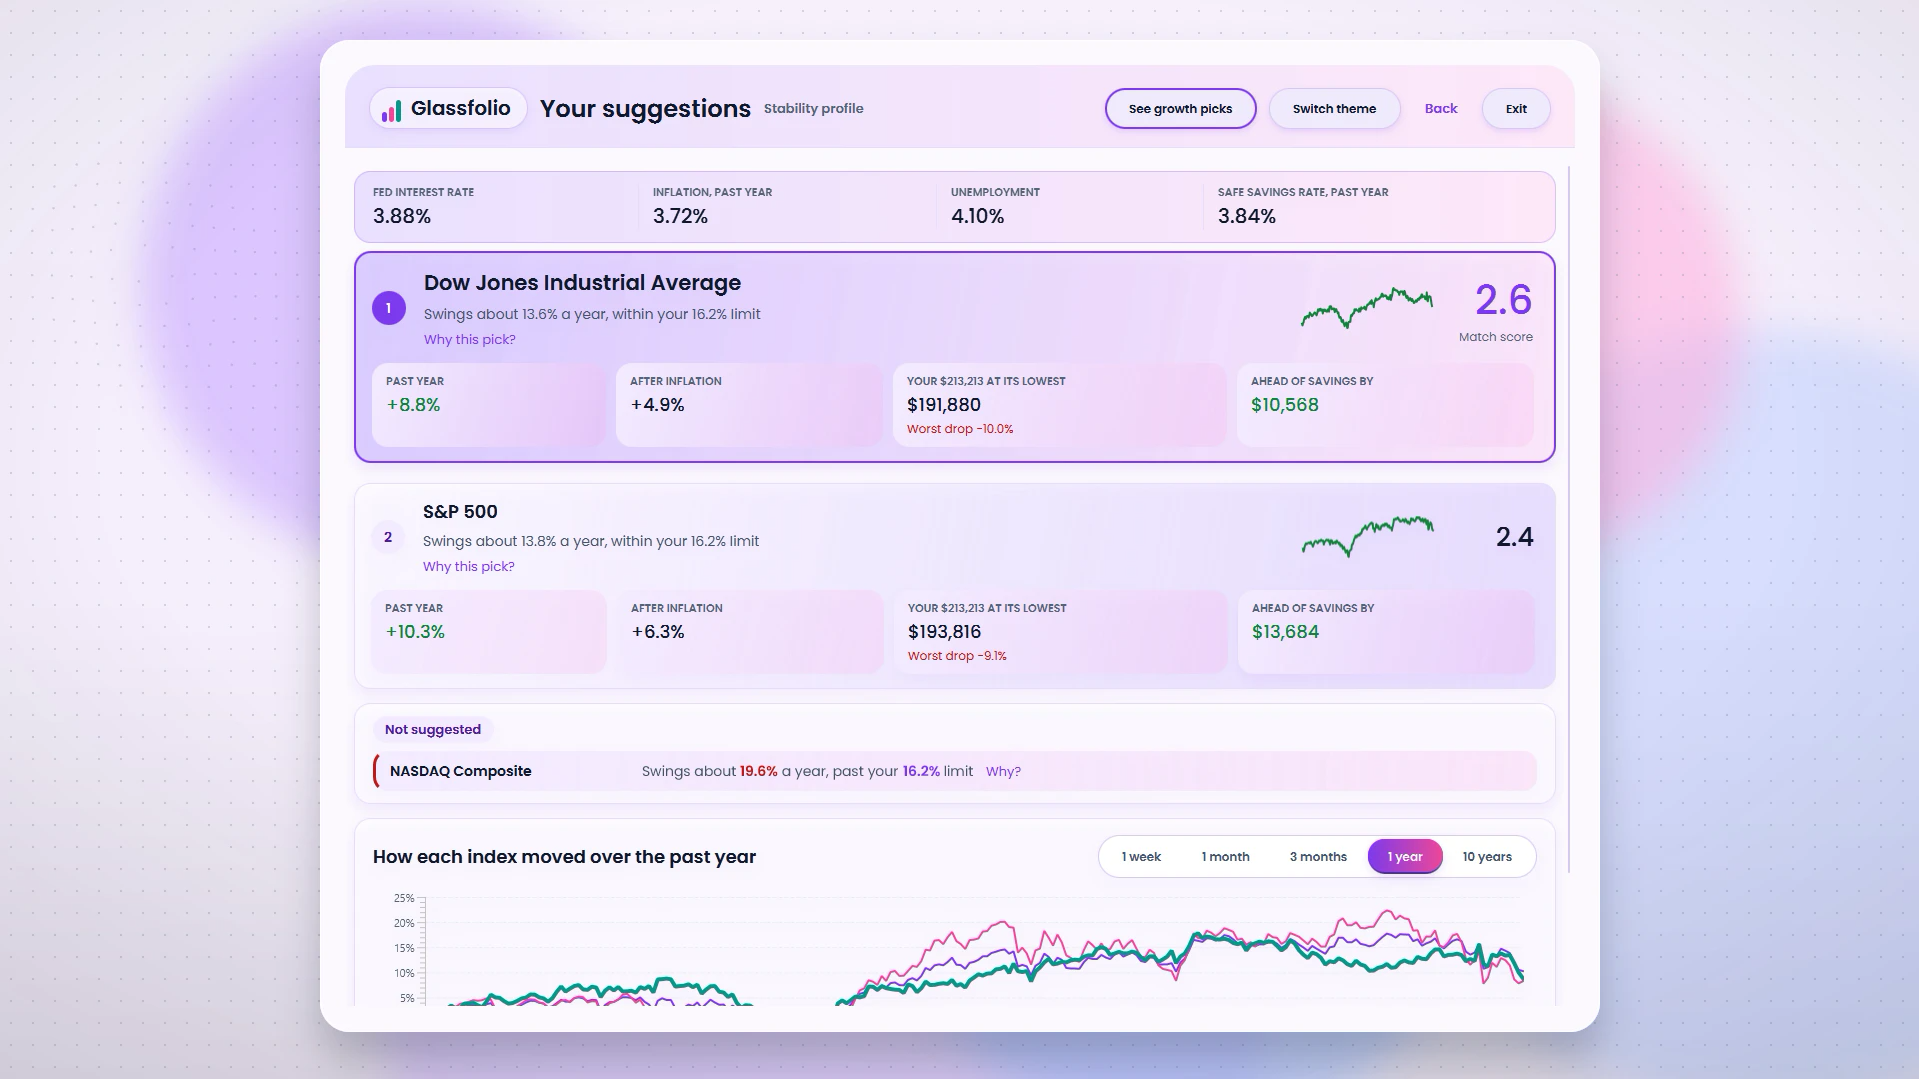 Glassfolio
Your suggestions
Stability profile
See growth picks
Switch theme
Back
Exit
FED INTEREST RATE
3.88%
INFLATION, PAST YEAR
3.72%
UNEMPLOYMENT
4.10%
SAFE SAVINGS RATE, PAST YEAR
3.84%
1
Dow Jones Industrial Average
Swings about 13.6% a year, within your 16.2% limit
Why this pick?
2.6
Match score
PAST YEAR
+8.8%
AFTER INFLATION
+4.9%
YOUR $213,213 AT ITS LOWEST
$191,880
Worst drop -10.0%
AHEAD OF SAVINGS BY
$10,568
2
S&P 500
Swings about 13.8% a year, within your 16.2% limit
Why this pick?
2.4
PAST YEAR
+10.3%
AFTER INFLATION
+6.3%
YOUR $213,213 AT ITS LOWEST
$193,816
Worst drop -9.1%
AHEAD OF SAVINGS BY
$13,684
Not suggested
NASDAQ Composite
Swings about 19.6% a year, past your 16.2% limit
Why?
How each index moved over the past year
1 week
1 month
3 months
1 year
10 years
25%
20%
15%
10%
5%